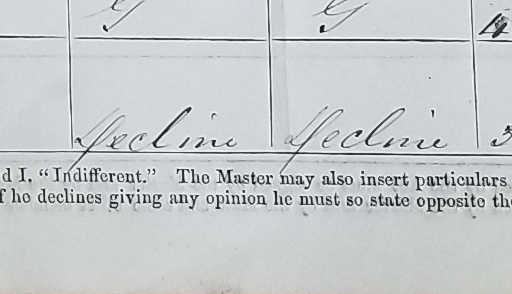 G G 4
Decline Decline 3
d I. “Indifferent.” The Master may also insert particulars
f he declines giving any opinion he must so state opposite th